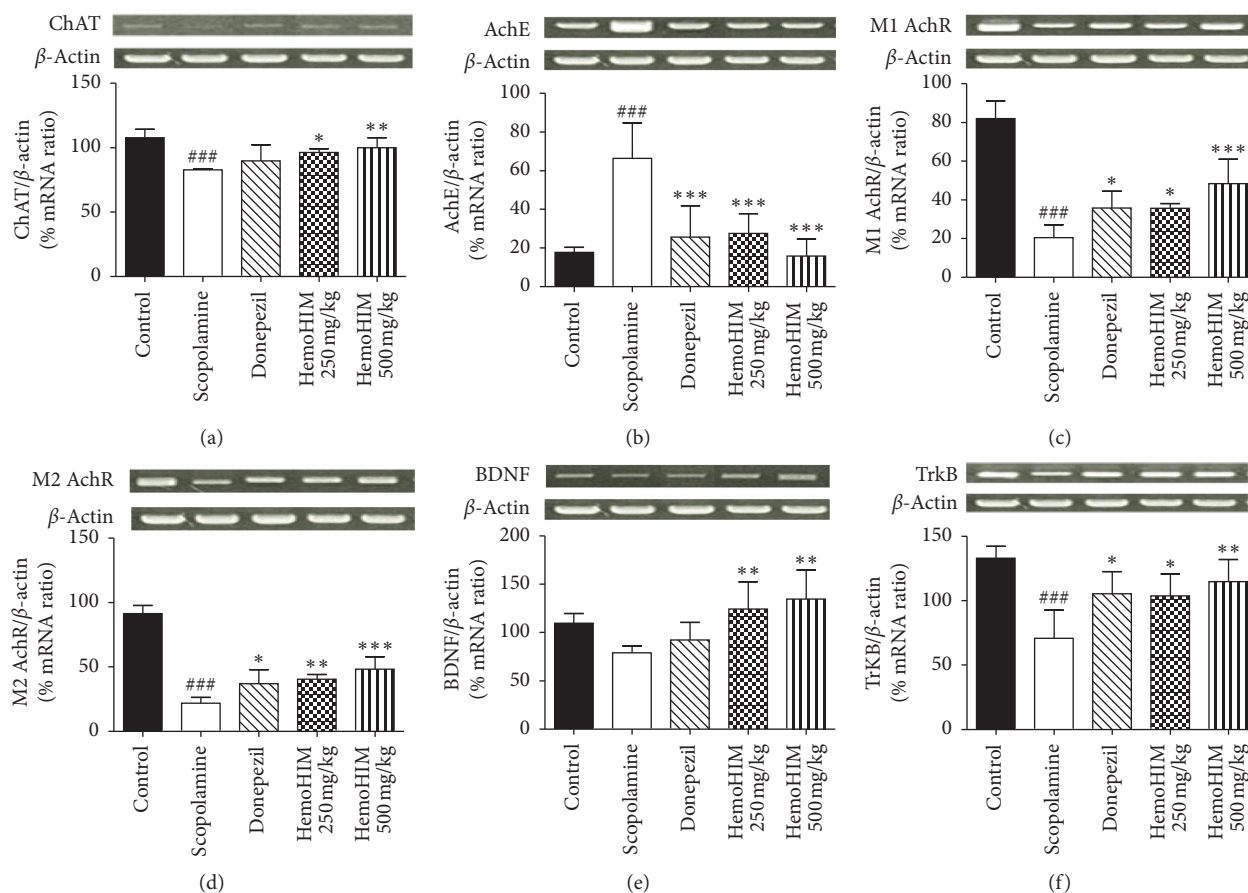 ChAT
β-Actin
150
100
50
0
ChAT/β-actin
(% mRNA ratio)
###
*
**
Control
Scopolamine
Donepezil
HemoHIM
250 mg/kg
HemoHIM
500 mg/kg
(a)
AchE
β-Actin
100
80
60
40
20
0
AchE/β-actin
(% mRNA ratio)
###
***
***
***
Control
Scopolamine
Donepezil
HemoHIM
250 mg/kg
HemoHIM
500 mg/kg
(b)
M1 AchR
β-Actin
100
80
60
40
20
0
M1 AchR/β-actin
(% mRNA ratio)
###
*
*
***
Control
Scopolamine
Donepezil
HemoHIM
250 mg/kg
HemoHIM
500 mg/kg
(c)
M2 AchR
β-Actin
150
100
50
0
M2 AchR/β-actin
(% mRNA ratio)
###
*
**
***
Control
Scopolamine
Donepezil
HemoHIM
250 mg/kg
HemoHIM
500 mg/kg
(d)
BDNF
β-Actin
200
150
100
50
0
BDNF/β-actin
(% mRNA ratio)
**
**
Control
Scopolamine
Donepezil
HemoHIM
250 mg/kg
HemoHIM
500 mg/kg
(e)
TrkB
β-Actin
150
100
50
0
TrKB/β-actin
(% mRNA ratio)
###
*
*
**
Control
Scopolamine
Donepezil
HemoHIM
250 mg/kg
HemoHIM
500 mg/kg
(f)